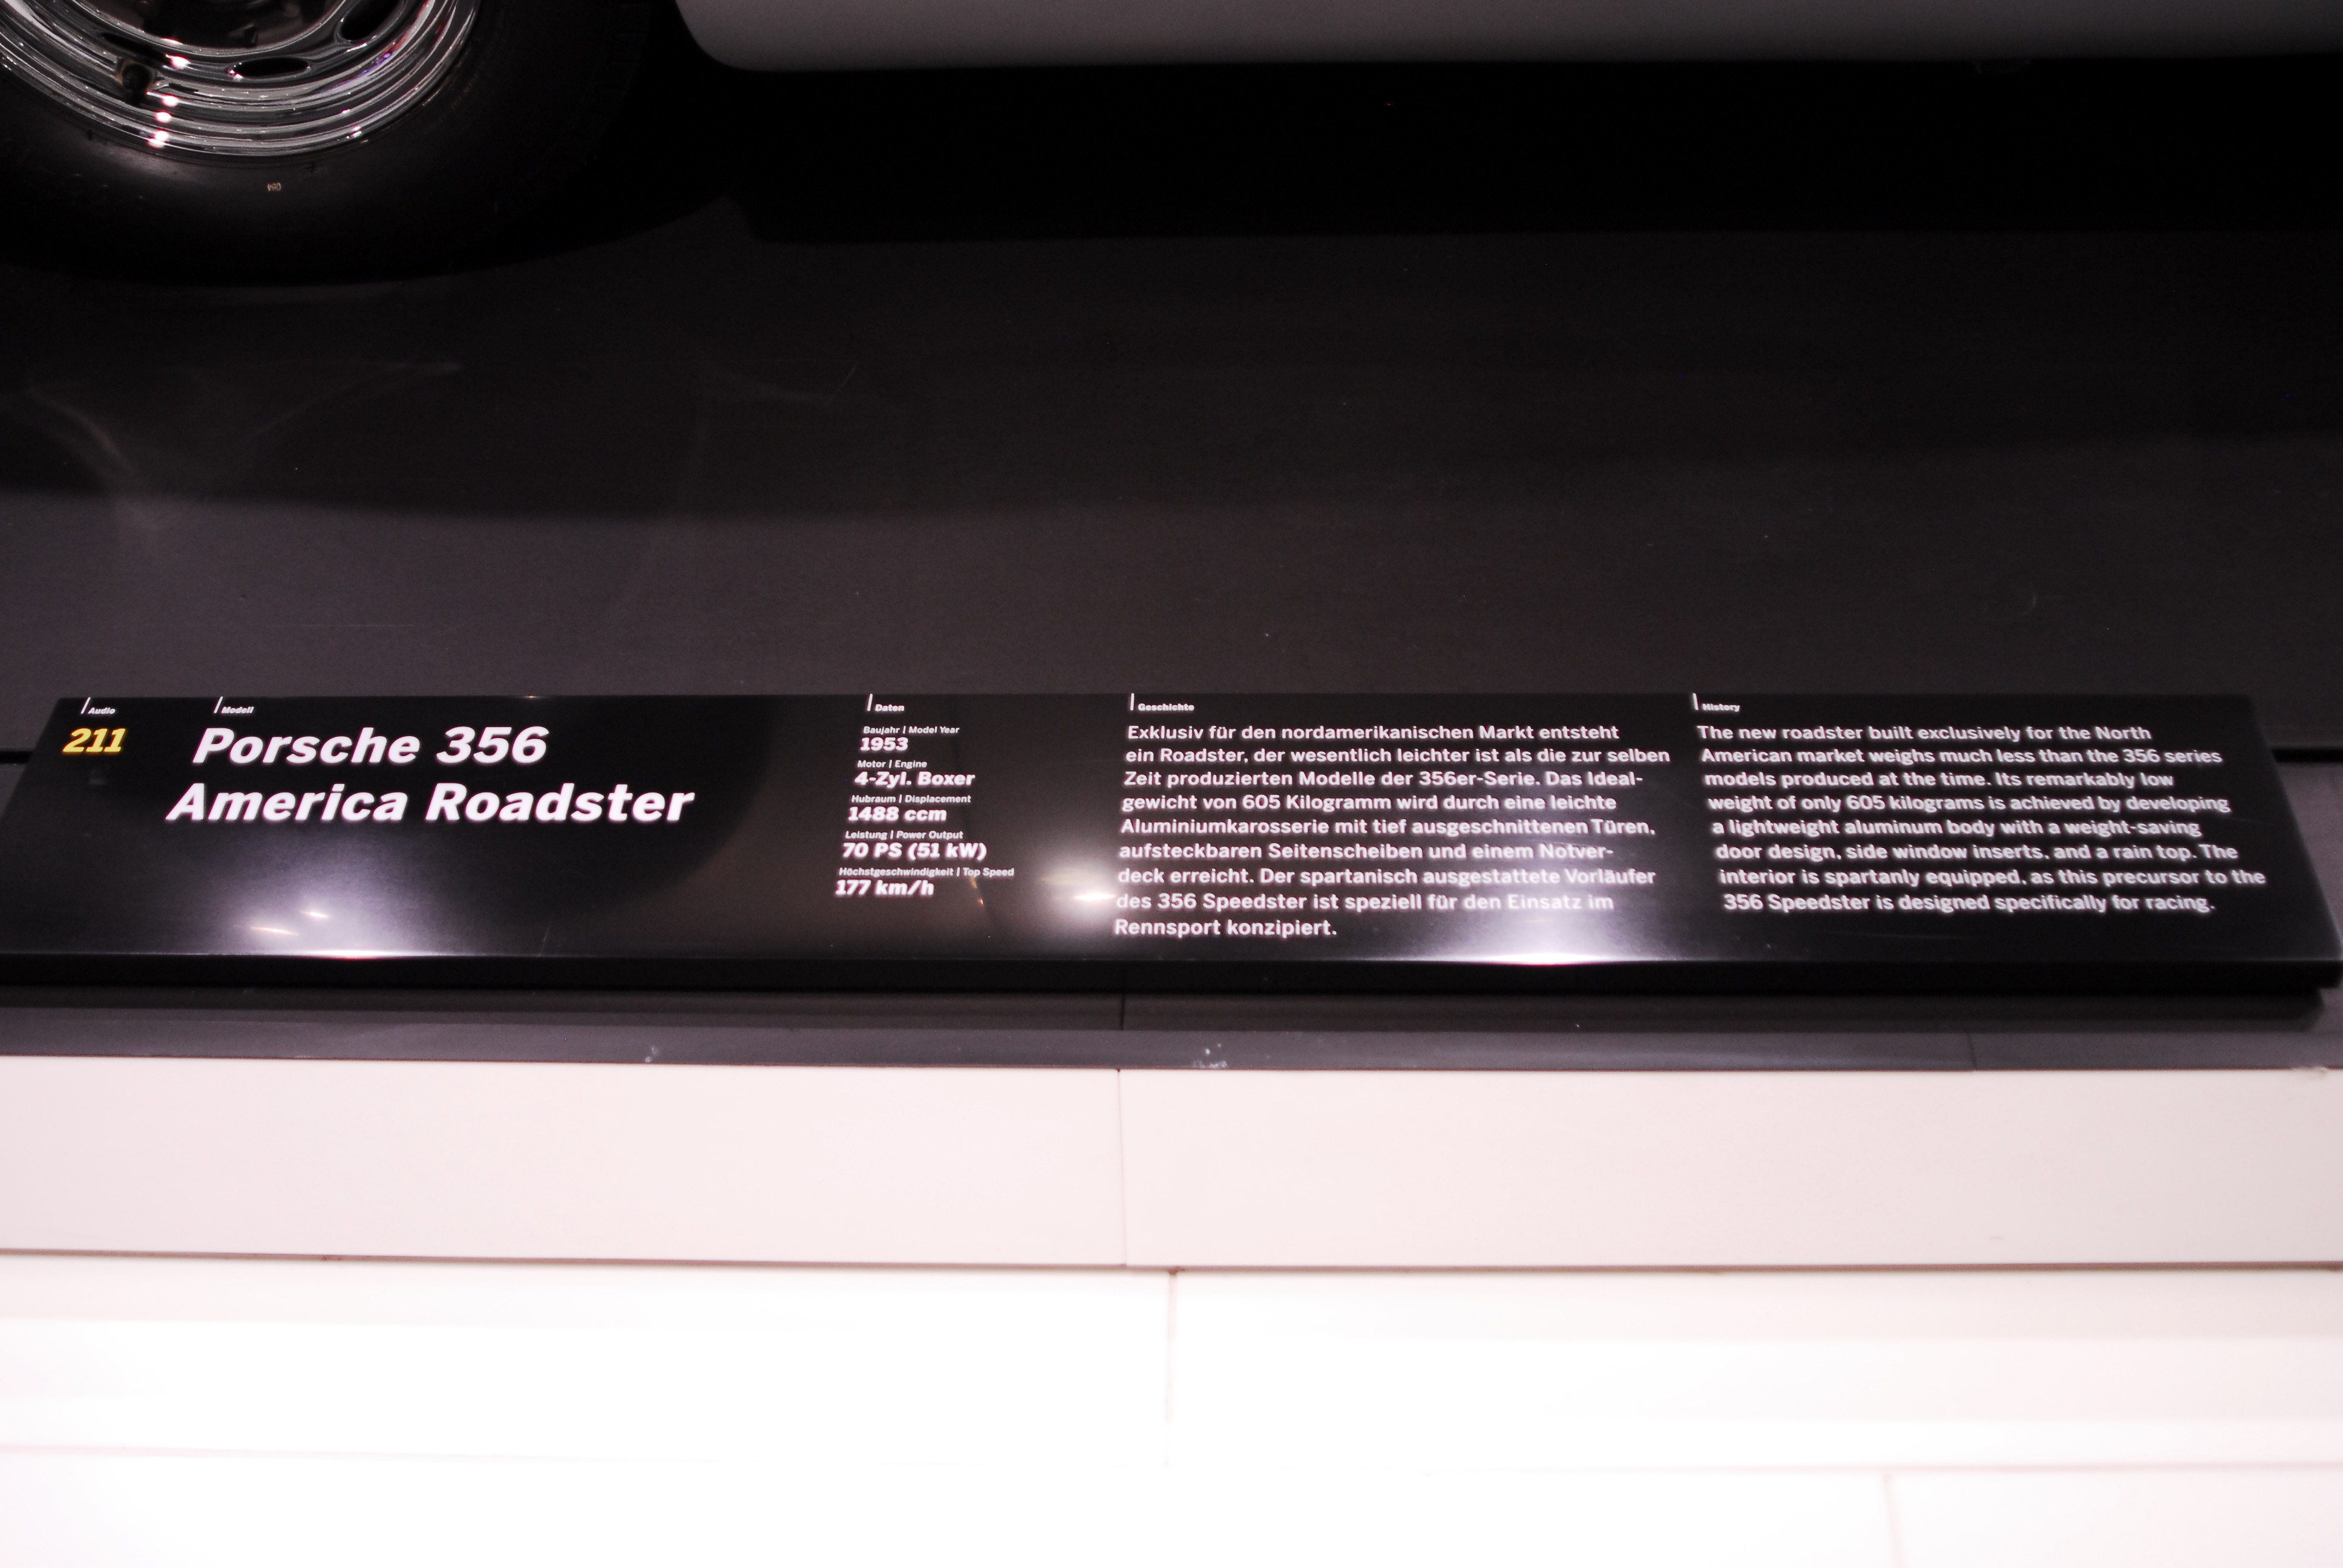 Audio
211
Modell
Porsche 356
America Roadster
Daten
Baujahr | Model Year
1953
Motor | Engine
4-Zyl. Boxer
Hubraum | Displacement
1488 ccm
Leistung | Power Output
70 PS (51 kW)
Höchstgeschwindigkeit | Top Speed
177 km/h
Geschichte
Exklusiv für den nordamerikanischen Markt entsteht
ein Roadster, der wesentlich leichter ist als die zur selben
Zeit produzierten Modelle der 356er-Serie. Das Ideal-
gewicht von 605 Kilogramm wird durch eine leichte
Aluminiumkarosserie mit tief ausgeschnittenen Türen,
aufsteckbaren Seitenscheiben und einem Notver-
deck erreicht. Der spartanisch ausgestattete Vorläufer
des 356 Speedster ist speziell für den Einsatz im
Rennsport konzipiert.
History
The new roadster built exclusively for the North
American market weighs much less than the 356 series
models produced at the time. Its remarkably low
weight of only 605 kilograms is achieved by developing
a lightweight aluminum body with a weight-saving
door design, side window inserts, and a rain top. The
interior is spartanly equipped, as this precursor to the
356 Speedster is designed specifically for racing.